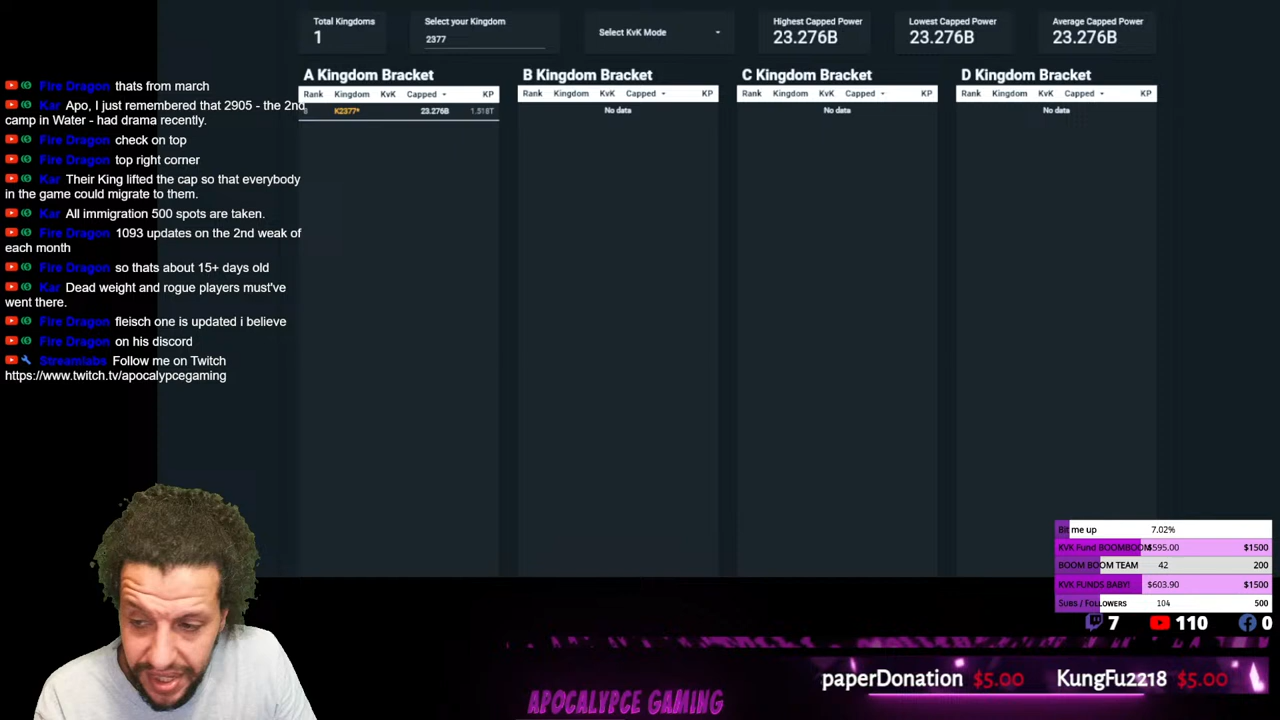 Total Kingdoms
1
Select your Kingdom
2377
Select KvK Mode
Highest Capped Power
23.276B
Lowest Capped Power
23.276B
Average Capped Power
23.276B
A Kingdom Bracket
Rank Kingdom KvK Capped KP
K2377* 23.276B 1.518T
B Kingdom Bracket
Rank Kingdom KvK Capped KP
No data
C Kingdom Bracket
Rank Kingdom KvK Capped KP
No data
D Kingdom Bracket
Rank Kingdom KvK Capped KP
No data
Fire Dragon thats from march
Kar Apo, I just remembered that 2905 - the 2nd
camp in Water - had drama recently.
Fire Dragon check on top
Fire Dragon top right corner
Kar Their King lifted the cap so that everybody
in the game could migrate to them.
Kar All immigration 500 spots are taken.
Fire Dragon 1093 updates on the 2nd weak of
each month
Fire Dragon so thats about 15+ days old
Kar Dead weight and rogue players must've
went there.
Fire Dragon fleisch one is updated i believe
Fire Dragon on his discord
Streamlabs Follow me on Twitch
https://www.twitch.tv/apocalypcegaming
Bit me up 7.02%
KVK Fund BOOMBOOM $595.00 $1500
BOOM BOOM TEAM 42 200
KVK FUNDS BABY! $603.90 $1500
Subs / Followers 104 500
7 110 0
paperDonation $5.00 KungFu2218 $5.00
APOCALYPCE GAMING